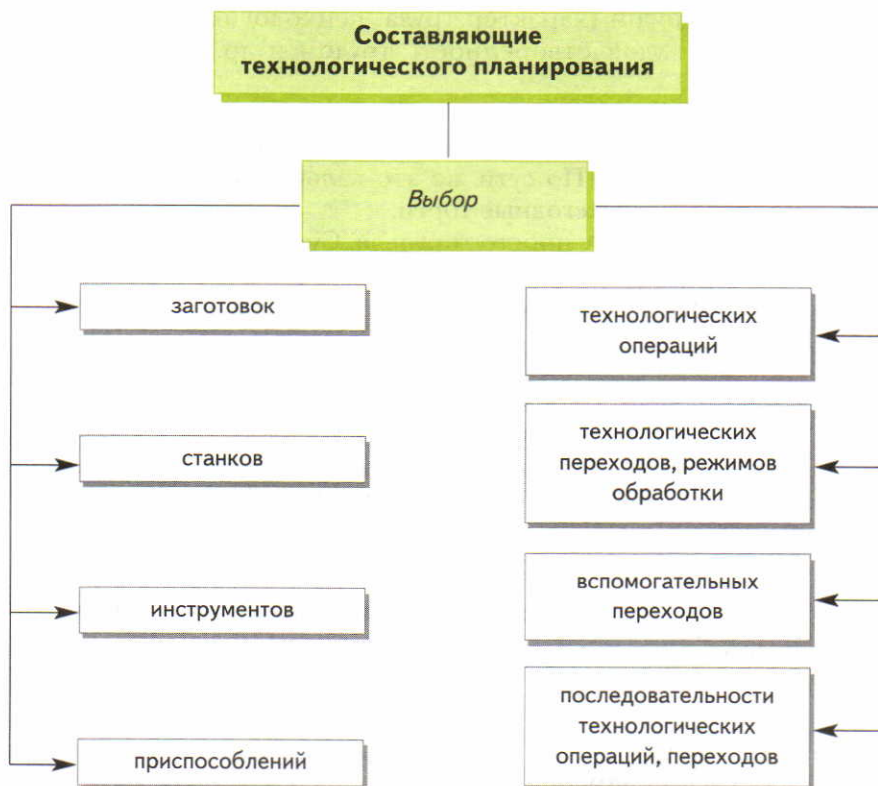 Составляющие
технологического планирования
Выбор
заготовок
станков
инструментов
приспособлений
технологических
операций
технологических
переходов, режимов
обработки
вспомогательных
переходов
последовательности
технологических
операций, переходов